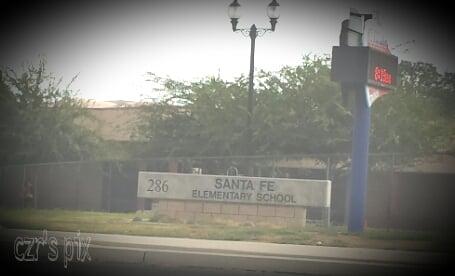 286
SANTA FE
ELEMENTARY SCHOOL
czr's pix